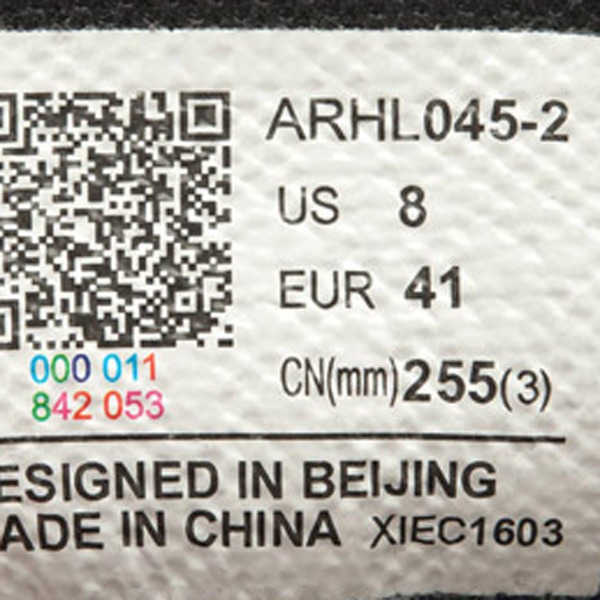 ARHL045-2
US 8
EUR 41
CN(mm)255(3)
000 011
842 053
ESIGNED IN BEIJING
ADE IN CHINA XIEC1603